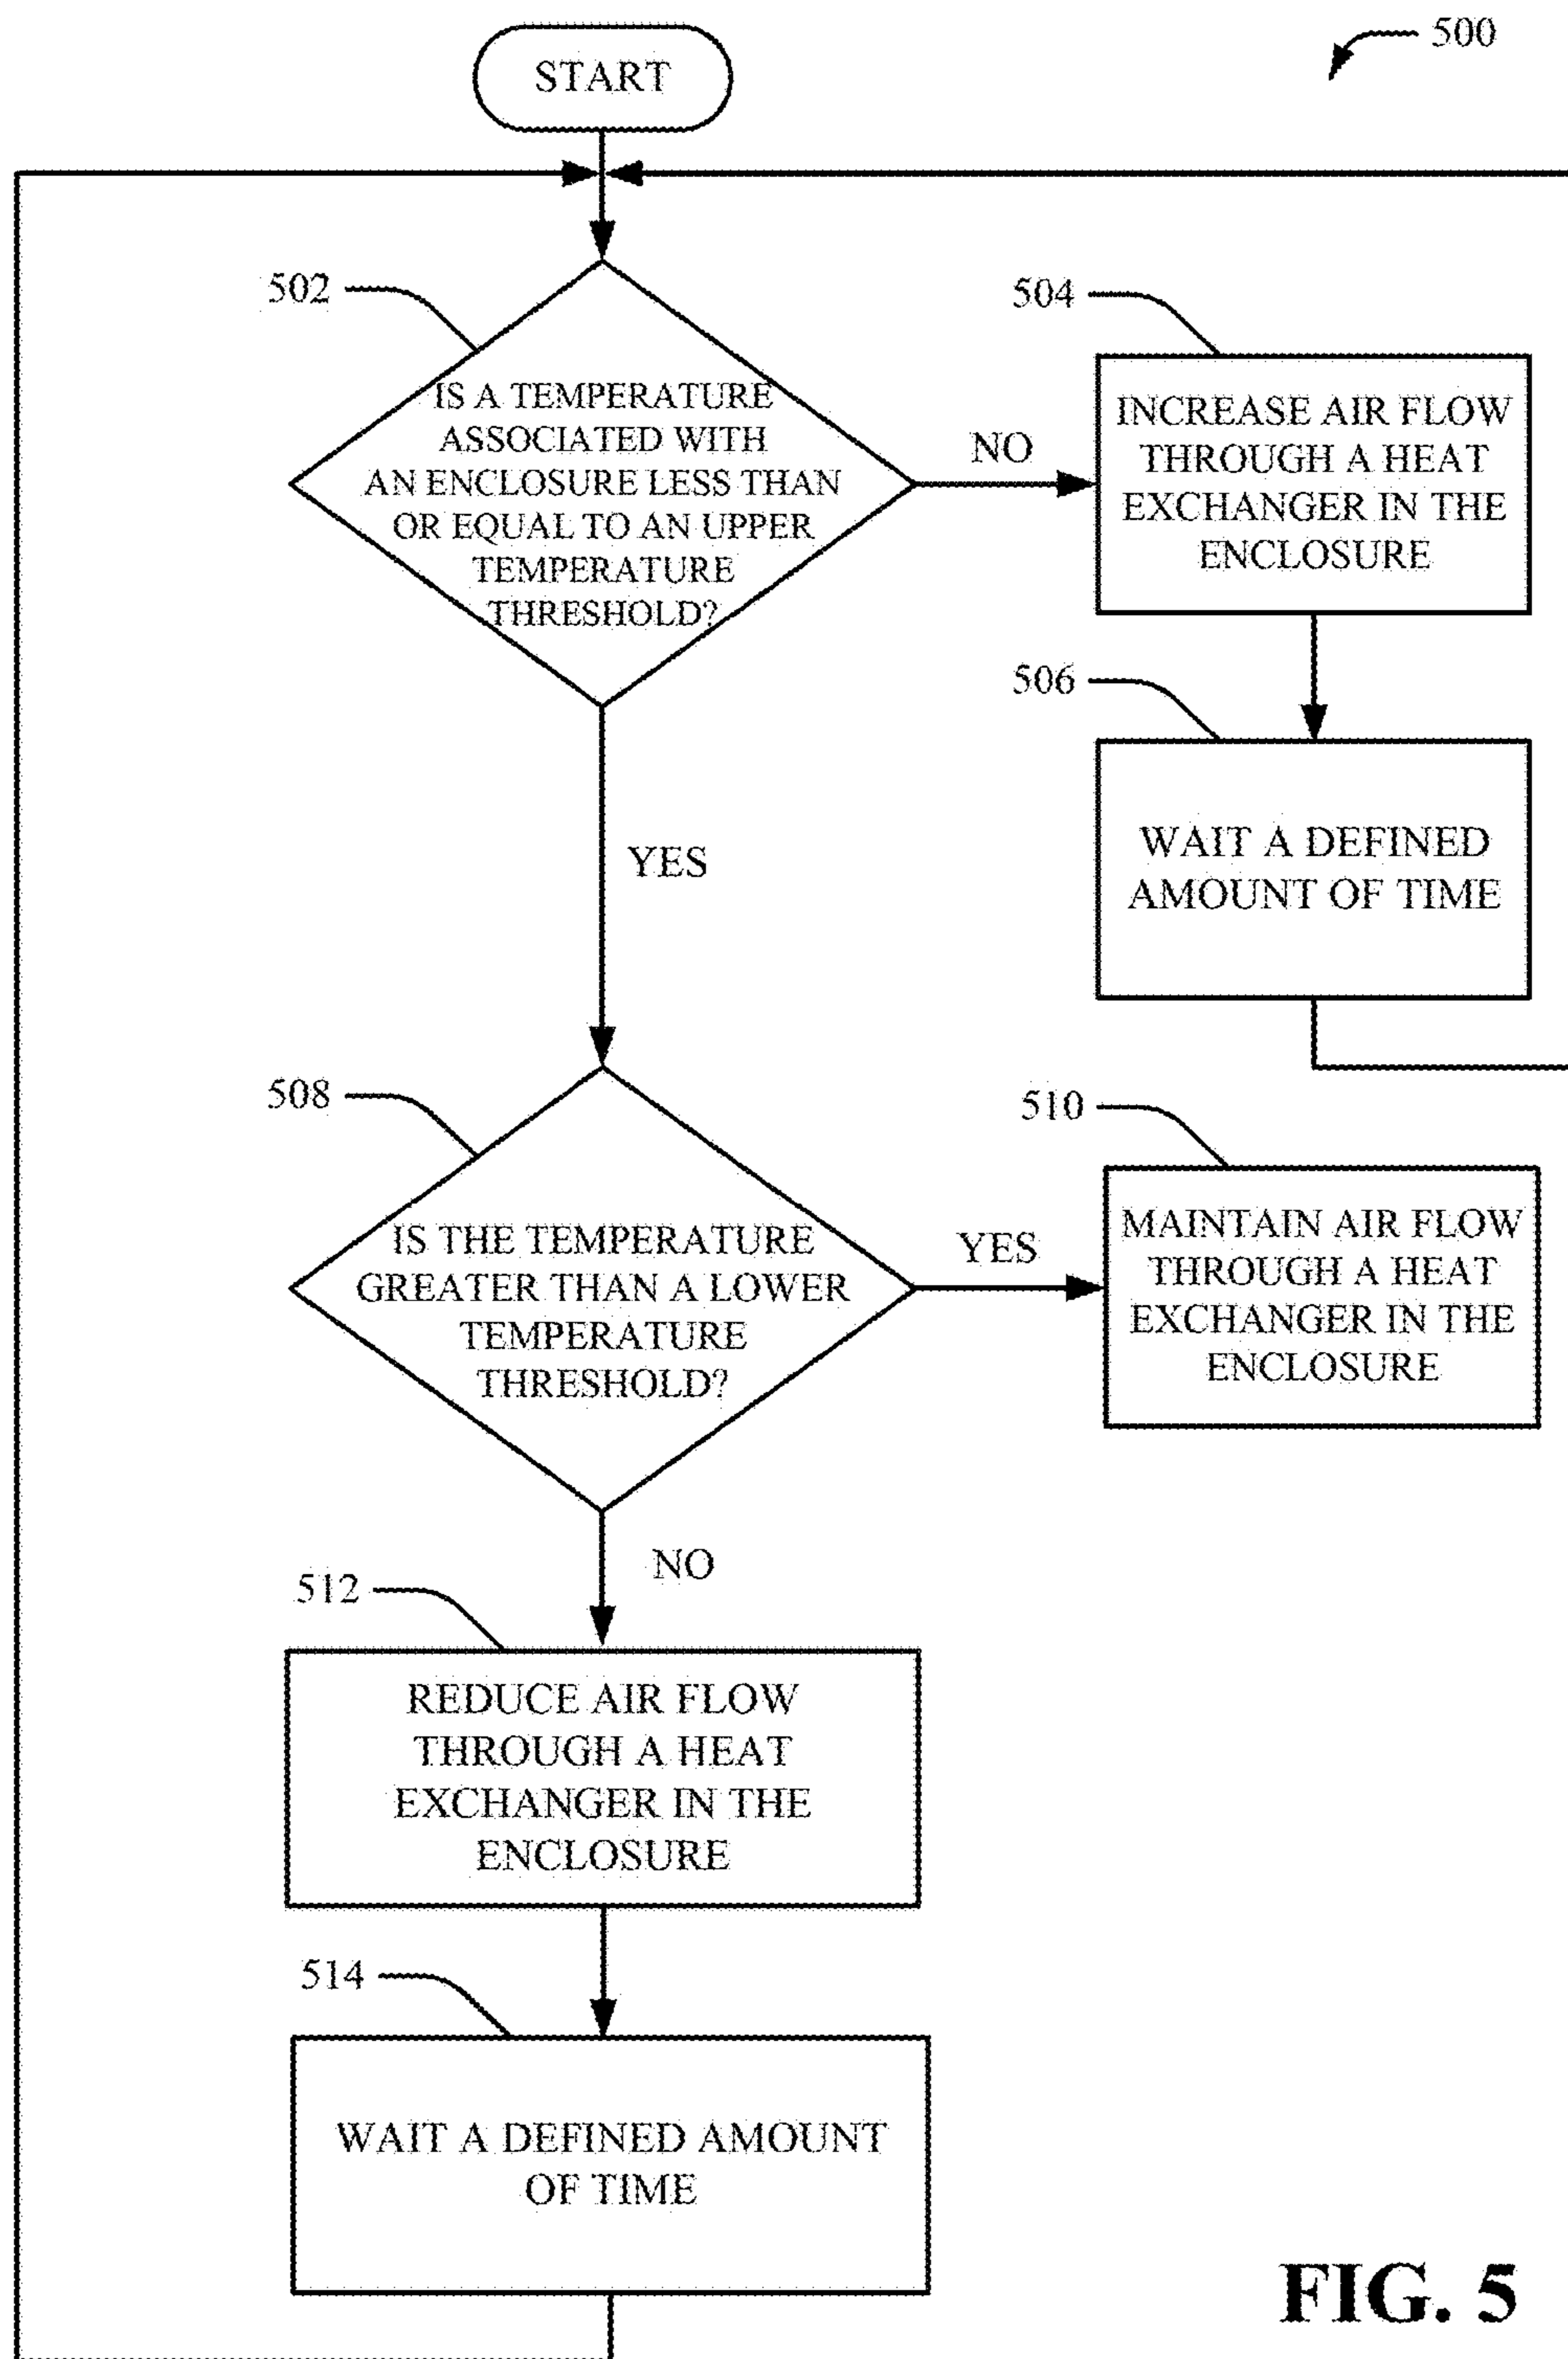 500
START
502
IS A TEMPERATURE
ASSOCIATED WITH
AN ENCLOSURE LESS THAN
OR EQUAL TO AN UPPER
TEMPERATURE
THRESHOLD?
NO
504
INCREASE AIR FLOW
THROUGH A HEAT
EXCHANGER IN THE
ENCLOSURE
506
WAIT A DEFINED
AMOUNT OF TIME
YES
508
IS THE TEMPERATURE
GREATER THAN A LOWER
TEMPERATURE
THRESHOLD?
YES
510
MAINTAIN AIR FLOW
THROUGH A HEAT
EXCHANGER IN THE
ENCLOSURE
NO
512
REDUCE AIR FLOW
THROUGH A HEAT
EXCHANGER IN THE
ENCLOSURE
514
WAIT A DEFINED AMOUNT
OF TIME
FIG. 5